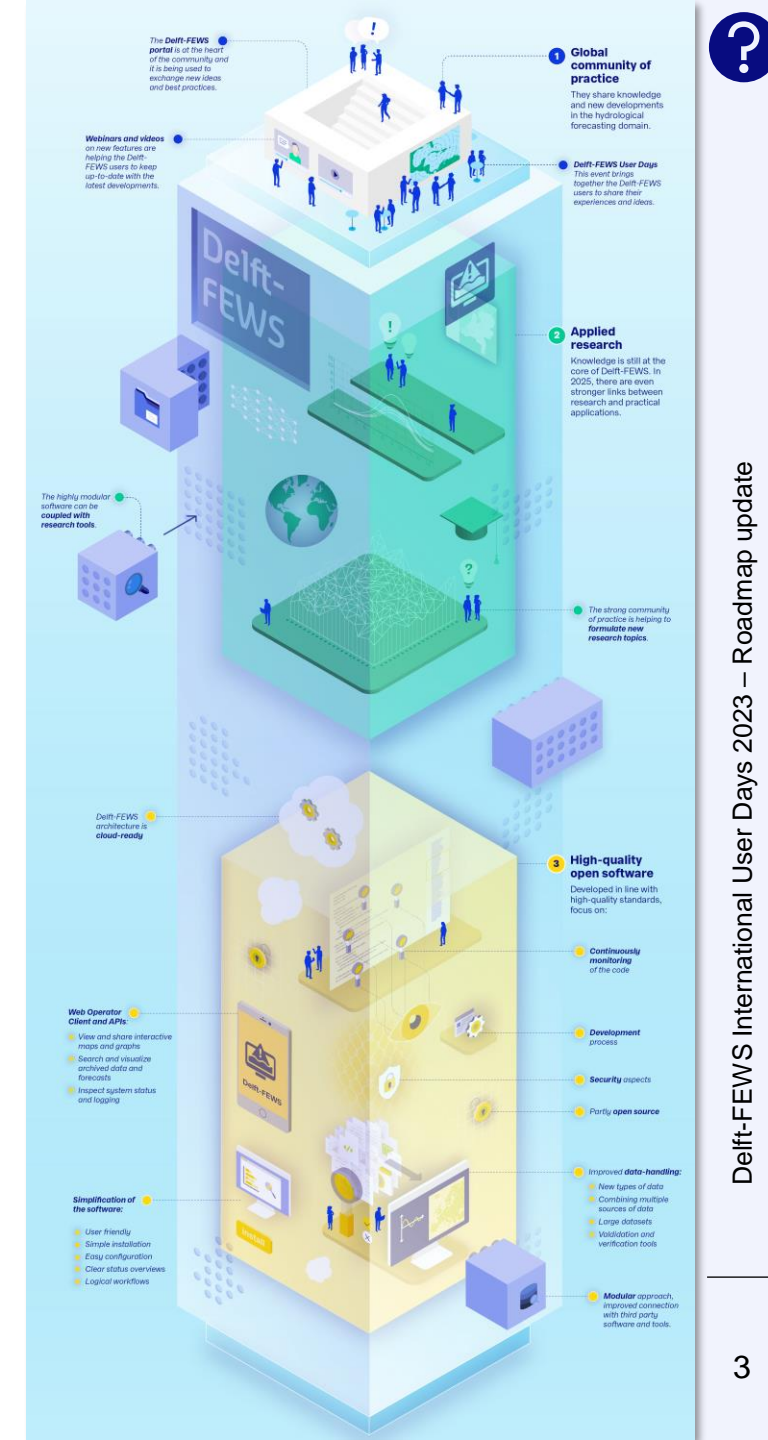 The Delft-FEWS
portal is at the heart
of the community and
it is being used to
exchange new ideas
and best practices.
!
1
Global
community of
practice
They share knowledge
and new developments
in the hydrological
forecasting domain.
Webinars and videos
on new features are
helping the Delft-
FEWS users to keep
up-to-date with the
latest developments.
Delft-FEWS User Days
This event brings
together the Delft-FEWS
users to share their
experiences and ideas.
Delft-
FEWS
!
2
Applied
research
Knowledge is still at the
core of Delft-FEWS. In
2025, there are even
stronger links between
research and practical
applications.
The highly modular
software can be
coupled with
research tools.
?
The strong community
of practice is helping to
formulate new
research topics.
Delft-FEWS
architecture is
cloud-ready
3
High-quality
open software
Developed in line with
high-quality standards,
focus on:
Continuously
monitoring
of the code
Web Operator
Client and APIs:
View and share interactive
maps and graphs
Search and visualize
archived data and
forecasts
Inspect system status
and logging
Delft-FEWS
Development
process
Security aspects
Partly open source
Simplification of
the software:
User friendly
Simple installation
Easy configuration
Clear status overviews
Logical workflows
Install
Improved data-handling:
New types of data
Combining multiple
sources of data
Large datasets
Valdidation and
verification tools
Modular approach,
improved connection
with third party
software and tools.
?
Delft-FEWS International User Days 2023 – Roadmap update
3